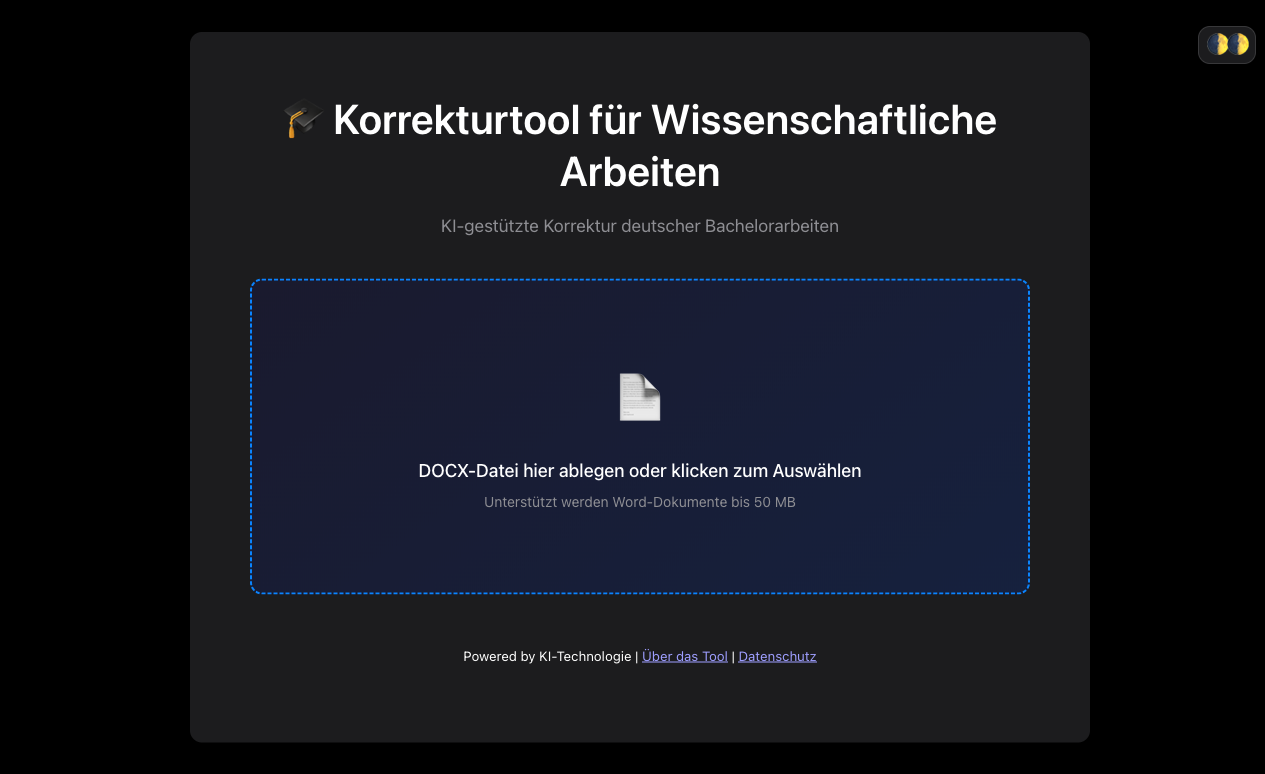 Korrekturtool für Wissenschaftliche
Arbeiten
KI-gestützte Korrektur deutscher Bachelorarbeiten
DOCX-Datei hier ablegen oder klicken zum Auswählen
Unterstützt werden Word-Dokumente bis 50 MB
Powered by KI-Technologie | Über das Tool | Datenschutz